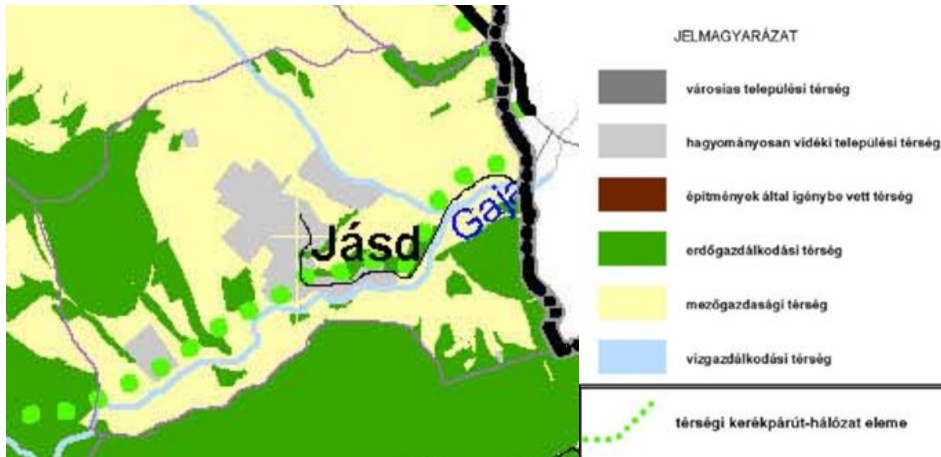 Jásd
Gaja
JELMAGYARÁZAT
városias települési térség
hagyományosan vidéki települési térség
építmények által igénybe vett térség
erdőgazdálkodási térség
mezőgazdasági térség
vízgazdálkodási térség
térségi kerékpárút-hálózat eleme